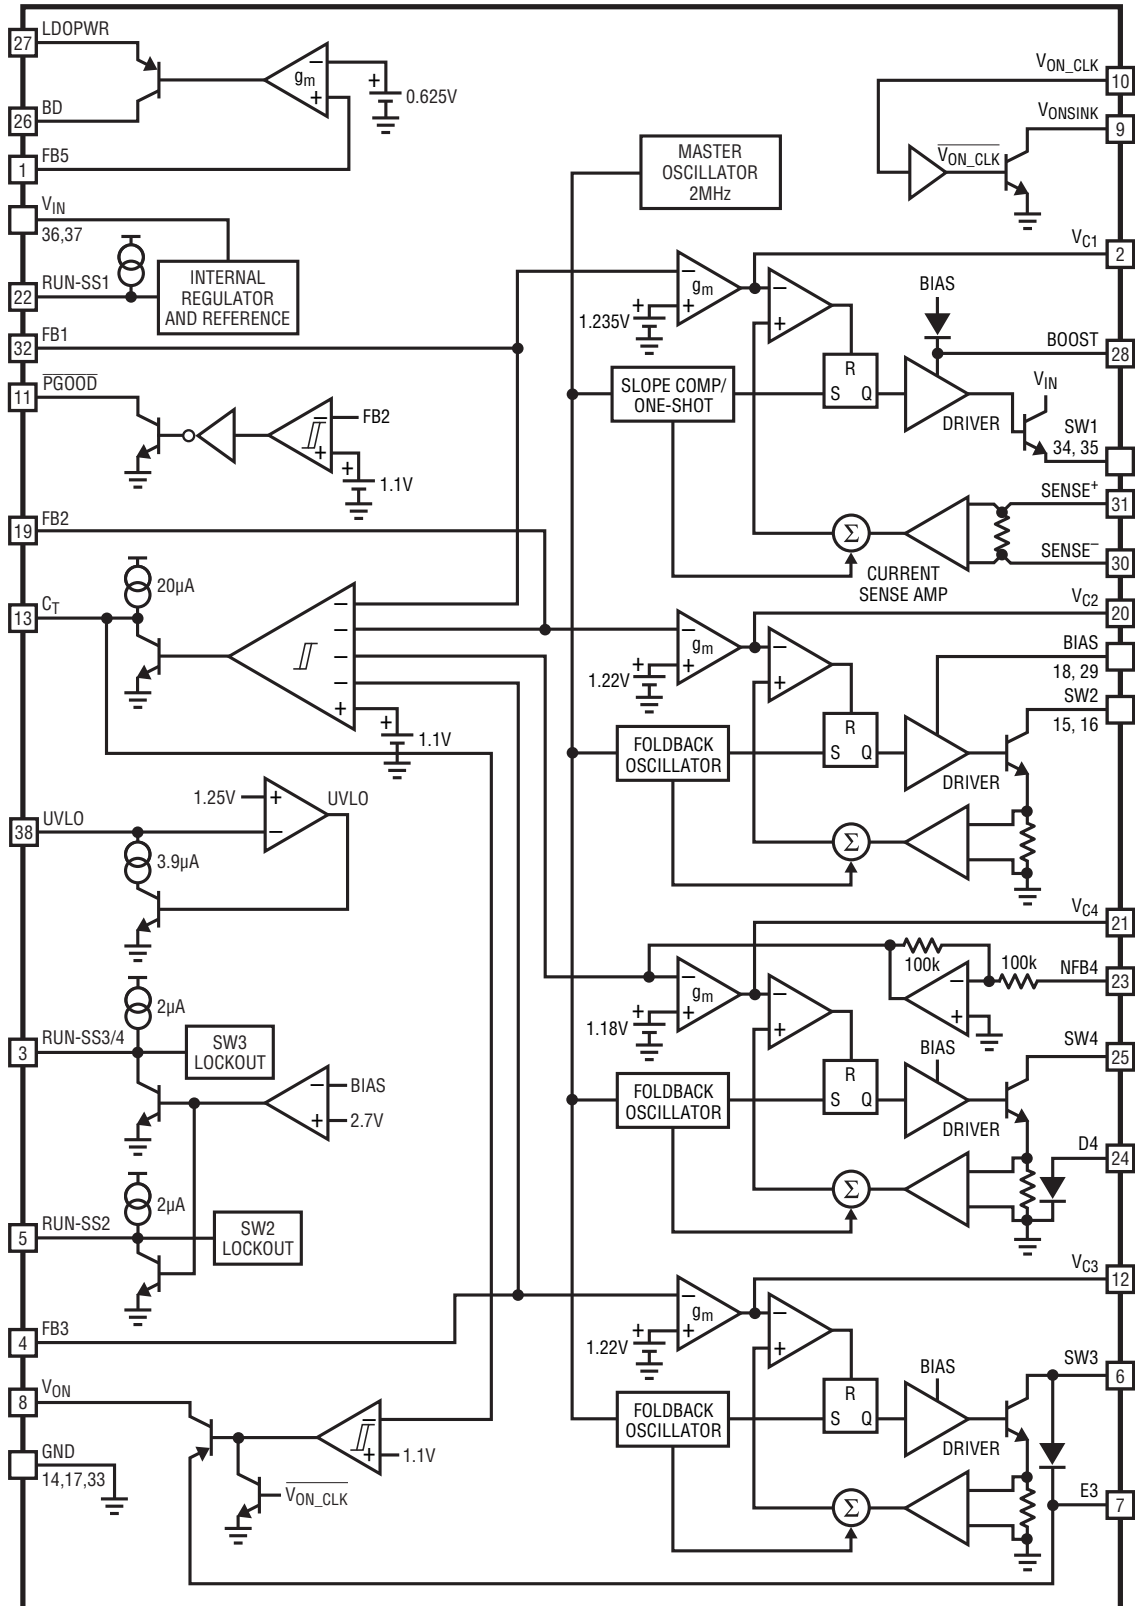 27 LDOPWR
26 BD
1 FB5
gm
−
+
+
0.625V
VIN
36,37
22 RUN-SS1
INTERNAL
REGULATOR
AND REFERENCE
32 FB1
11 PGOOD
−
+
FB2
+
1.1V
19 FB2
20µA
13 CT
−
−
−
−
+
+
1.1V
1.25V
+
−
UVLO
38 UVLO
3.9µA
2µA
3 RUN-SS3/4
SW3
LOCKOUT
−
BIAS
+
2.7V
2µA
5 RUN-SS2
SW2
LOCKOUT
4 FB3
8 VON
−
+
1.1V
VON_CLK
GND
14,17,33
MASTER
OSCILLATOR
2MHz
VON_CLK 10
VONSINK 9
VON_CLK
VC1 2
−
gm
+
+
1.235V
−
+
BIAS
BOOST 28
R
S Q
SLOPE COMP/
ONE-SHOT
DRIVER
VIN
SW1
34, 35
SENSE+ 31
SENSE− 30
Σ
CURRENT
SENSE AMP
VC2 20
−
gm
+
+
1.22V
−
+
BIAS
18, 29
SW2
15, 16
R
S Q
FOLDBACK
OSCILLATOR
DRIVER
Σ
VC4 21
100k
100k
NFB4 23
−
+
−
gm
+
+
1.18V
−
+
BIAS
SW4 25
R
S Q
FOLDBACK
OSCILLATOR
DRIVER
D4 24
Σ
VC3 12
−
gm
+
+
1.22V
−
+
BIAS
SW3 6
R
S Q
FOLDBACK
OSCILLATOR
DRIVER
E3 7
Σ